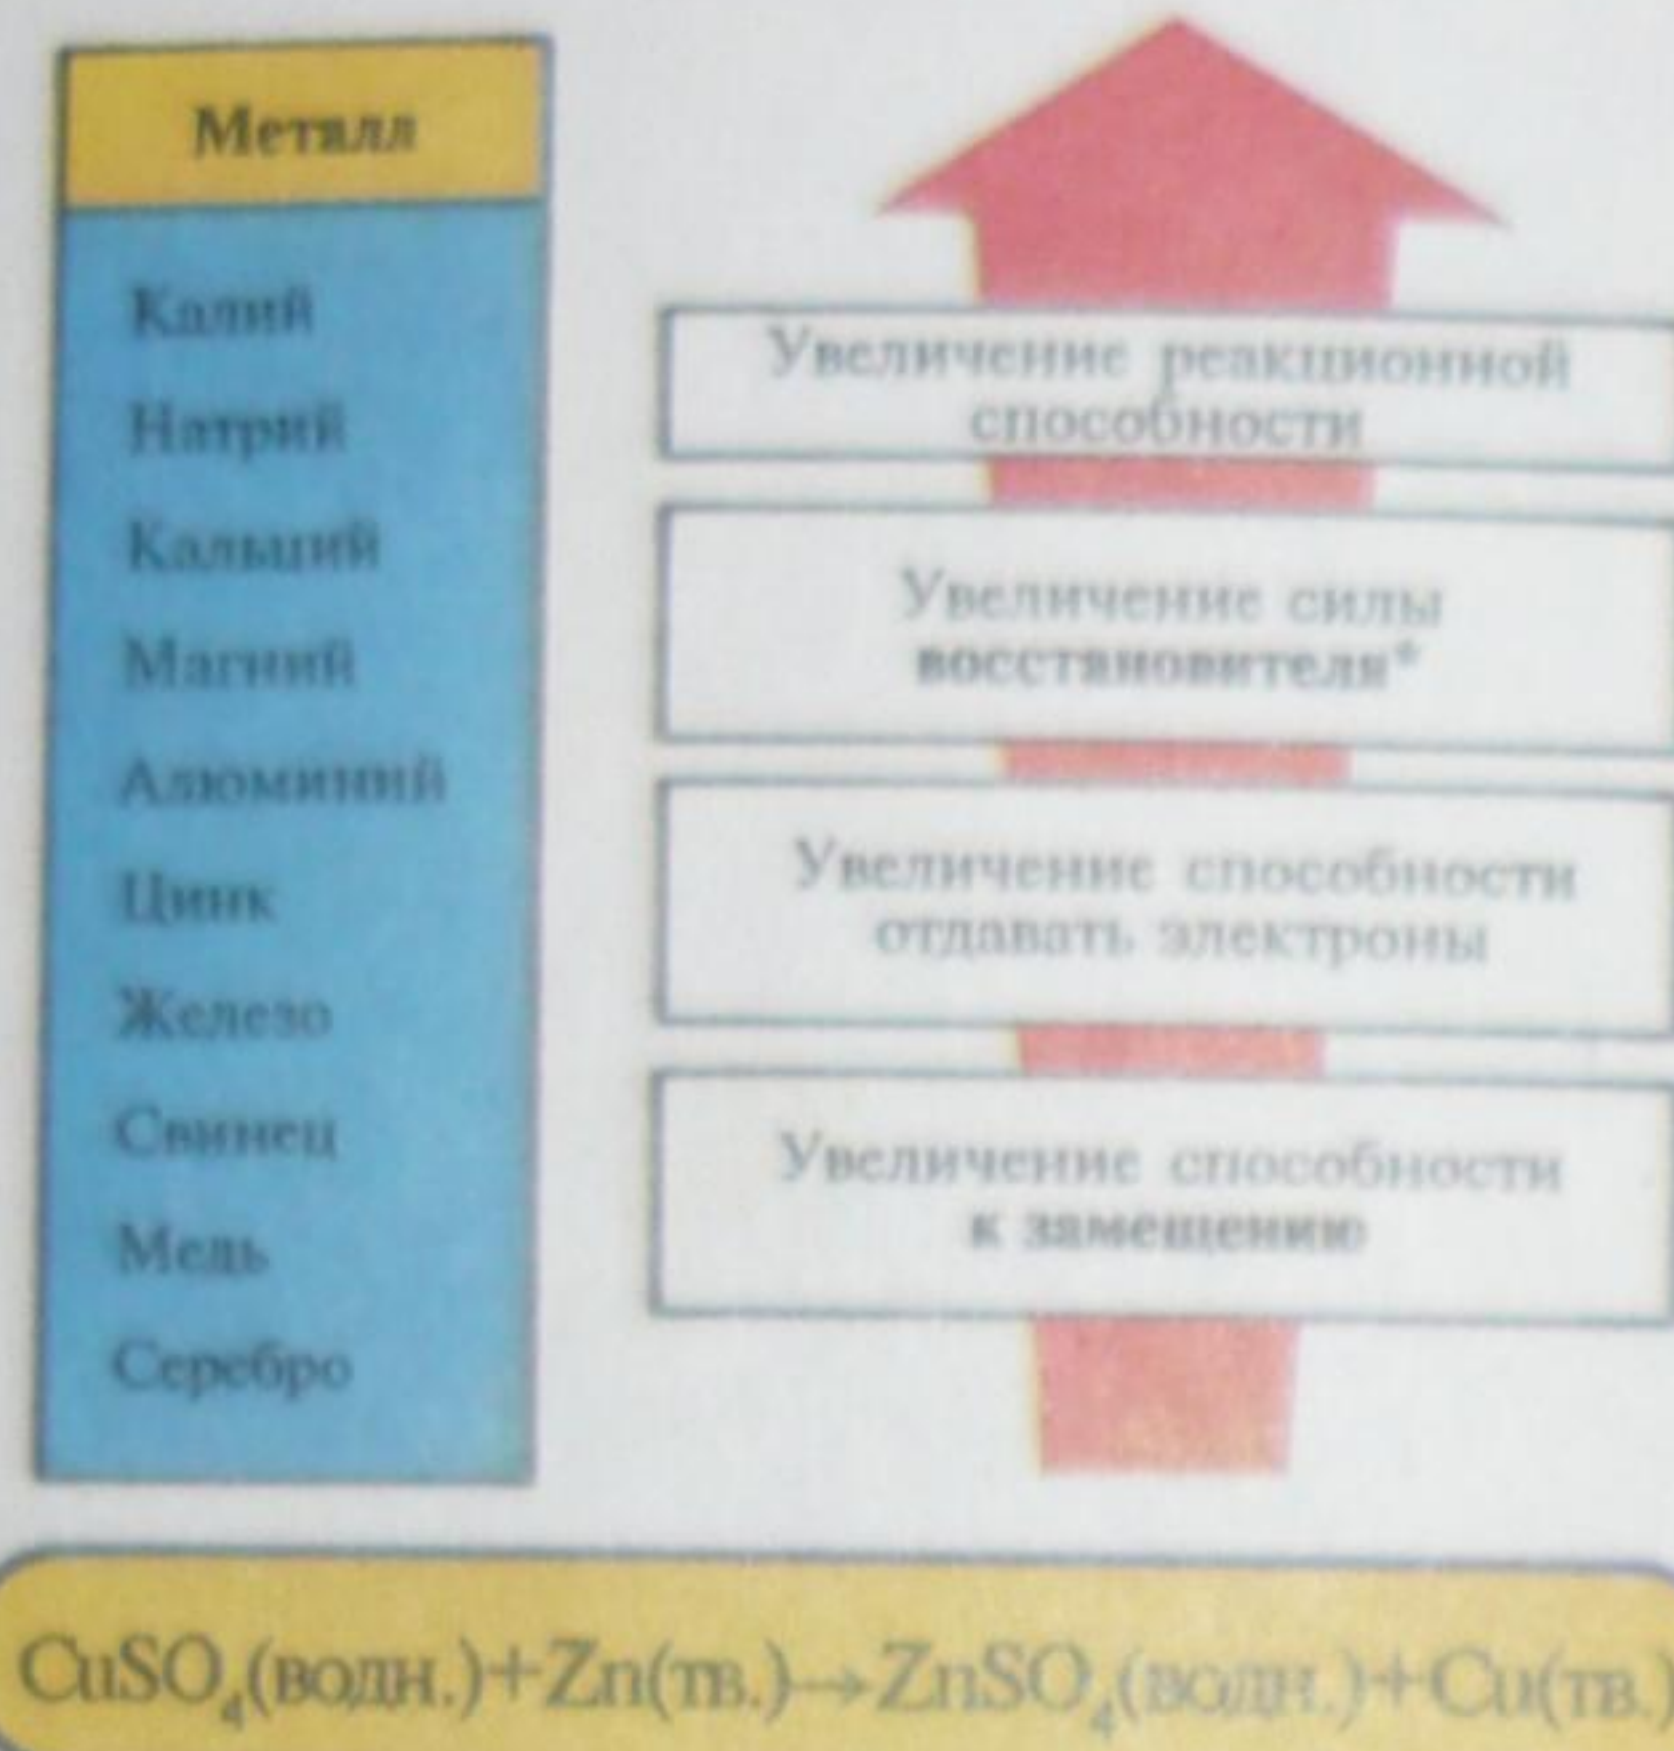 Металл
Калий
Натрий
Кальций
Магний
Алюминий
Цинк
Железо
Свинец
Медь
Серебро
Увеличение реакционной
способности
Увеличение силы
восстановителя*
Увеличение способности
отдавать электроны
Увеличение способности
к замещению
CuSO₄(водн.)+Zn(тв.)→ZnSO₄(водн.)+Cu(тв.)